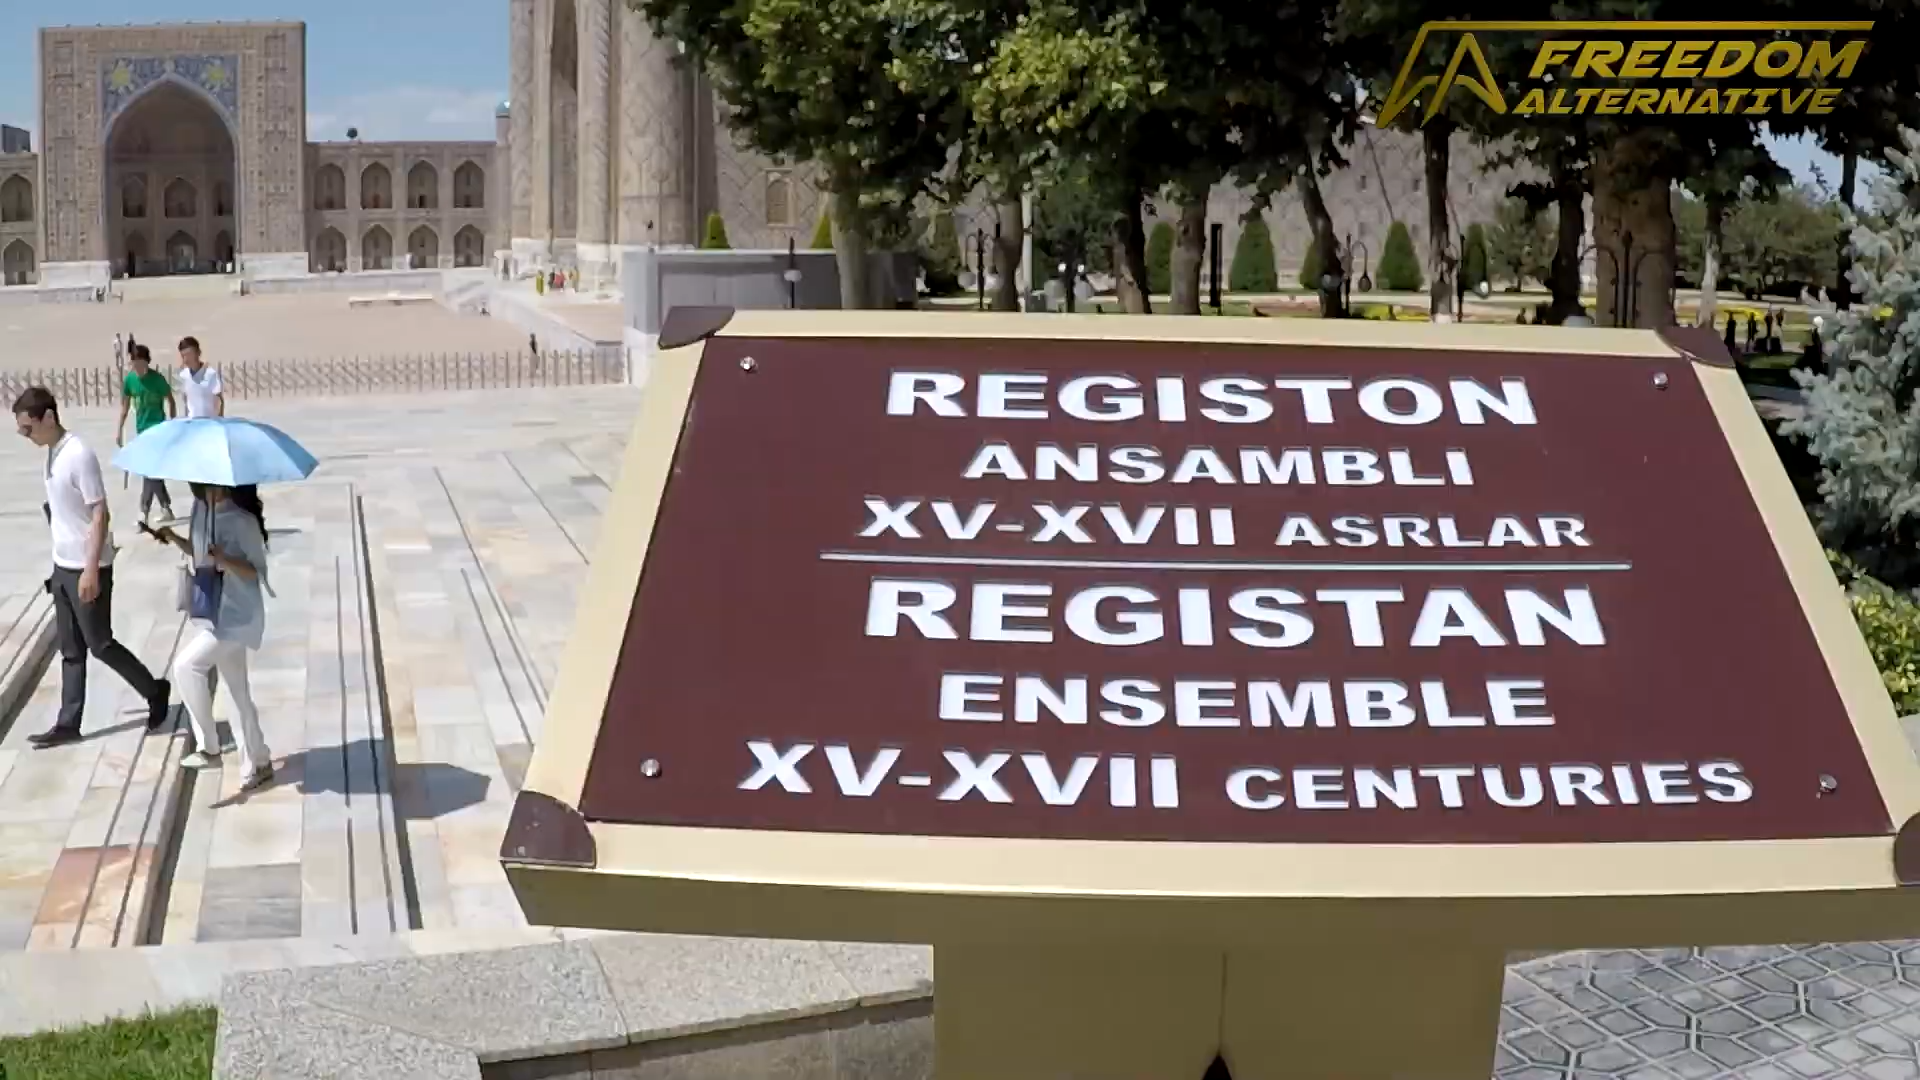 FREEDOM
ALTERNATIVE
REGISTON
ANSAMBLI
XV-XVII ASRLAR
REGISTAN
ENSEMBLE
XV-XVII CENTURIES